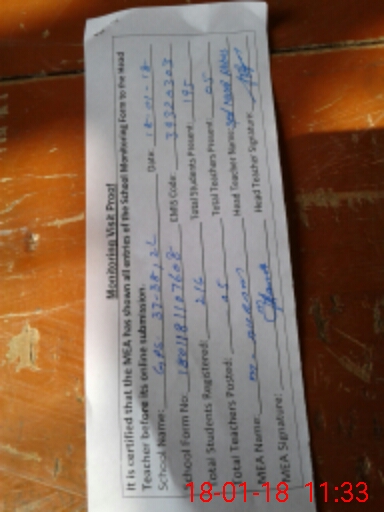 Monitoring Visit Proof
It is certified that the MEA has shown all entries of the School Monitoring Form to the Head
Teacher before its online submission.
School Name: GPS 37-38, 2L Date: 18-01-18
School Form No: EMIS Code: 39320303
Total Students Registered: 216 Total Students Present: 195
Total Teachers Posted: 05 Total Teachers Present: 05
MEA Name: Head Teacher Name:
MEA Signature: Head Teacher Signature:
18-01-18 11:33